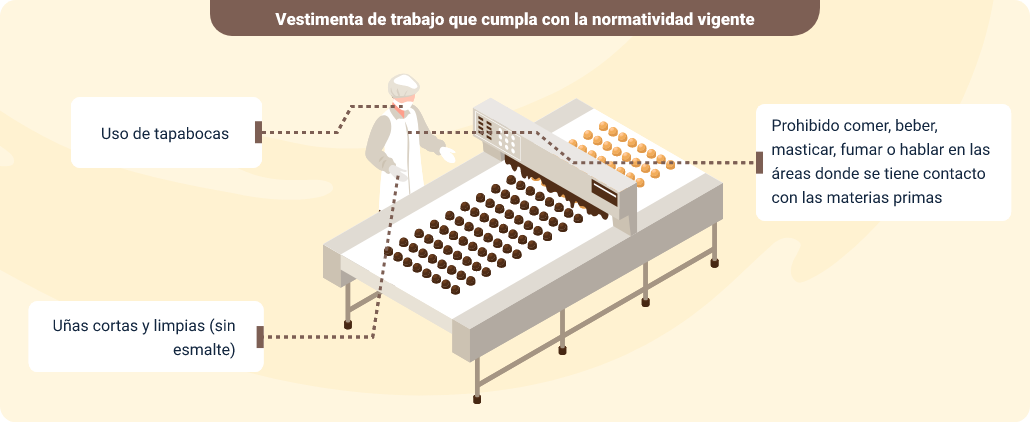 Vestimenta de trabajo que cumpla con la normatividad vigente
Uso de tapabocas
Prohibido comer, beber,
masticar, fumar o hablar en las
áreas donde se tiene contacto
con las materias primas
Uñas cortas y limpias (sin
esmalte)